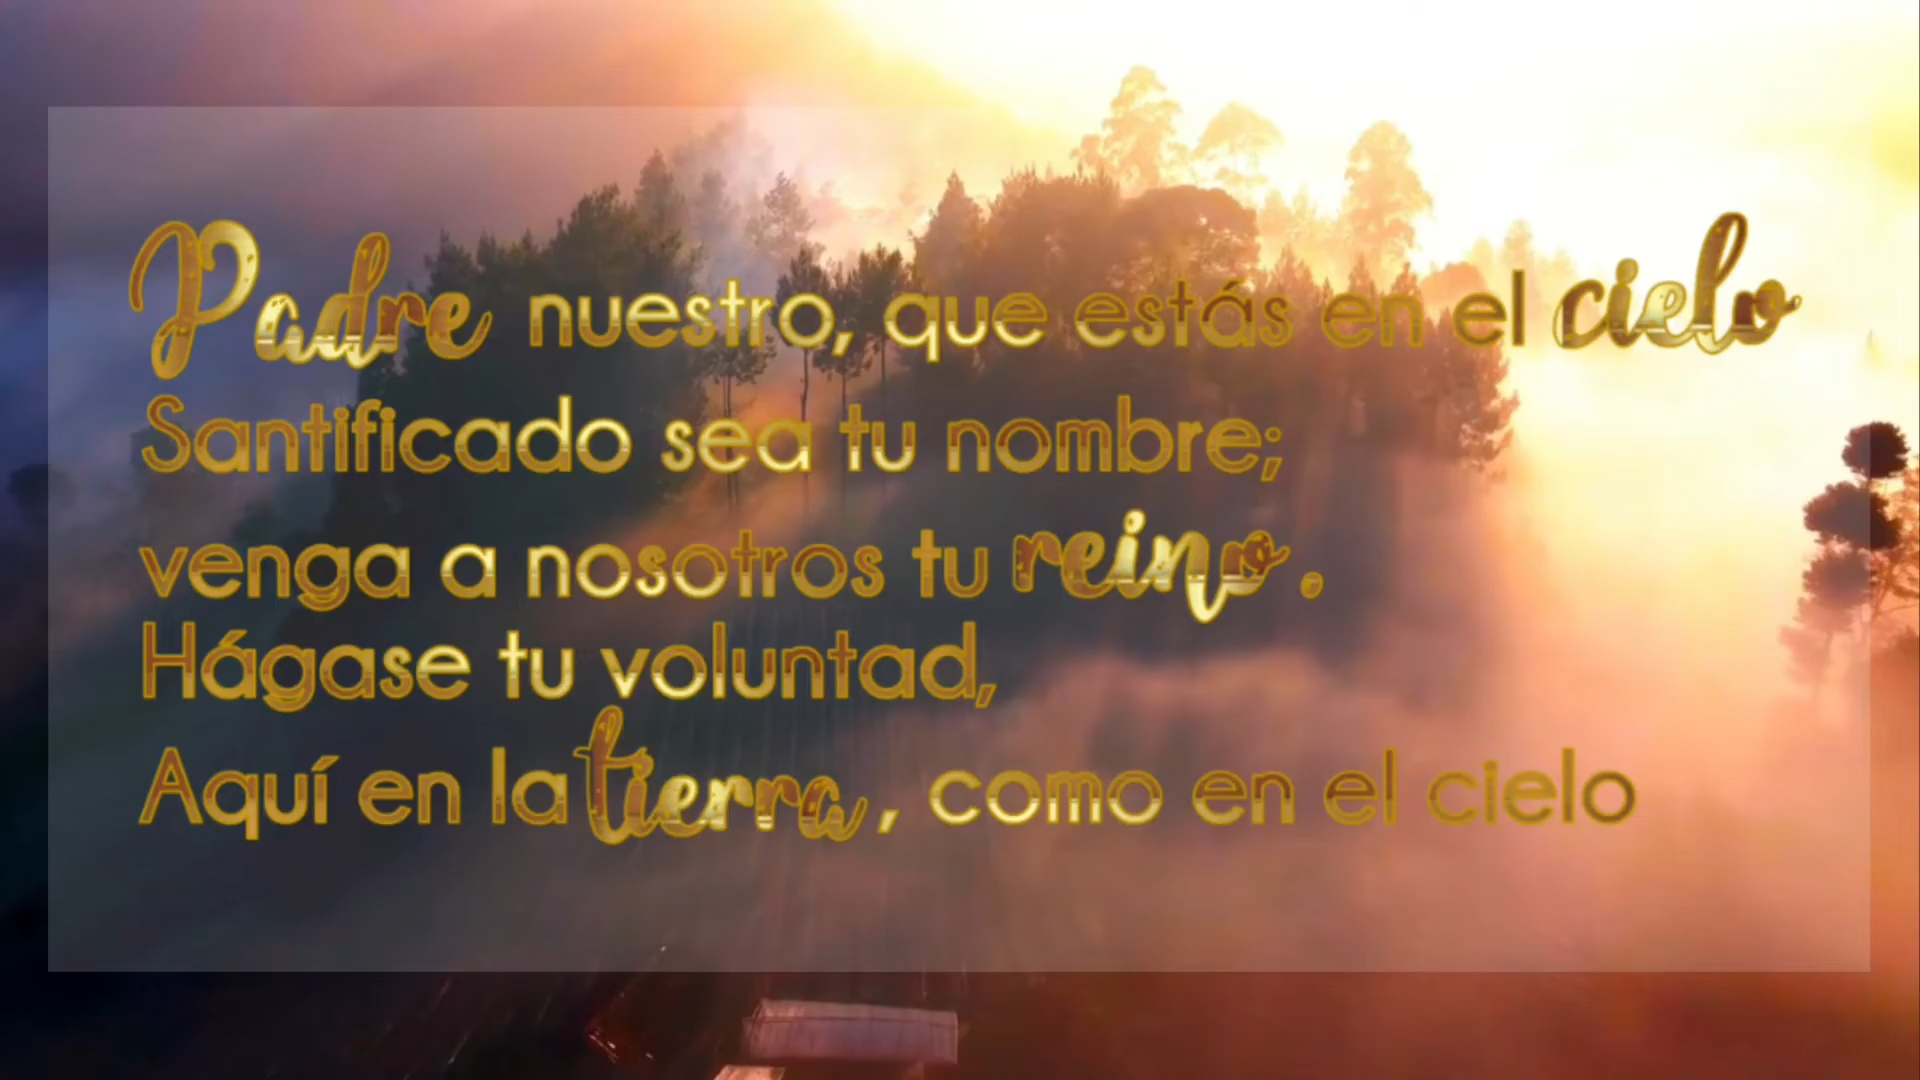 Padre nuestro, que estás en el cielo
Santificado sea tu nombre;
venga a nosotros tu reino.
Hágase tu voluntad,
Aquí en la tierra, como en el cielo